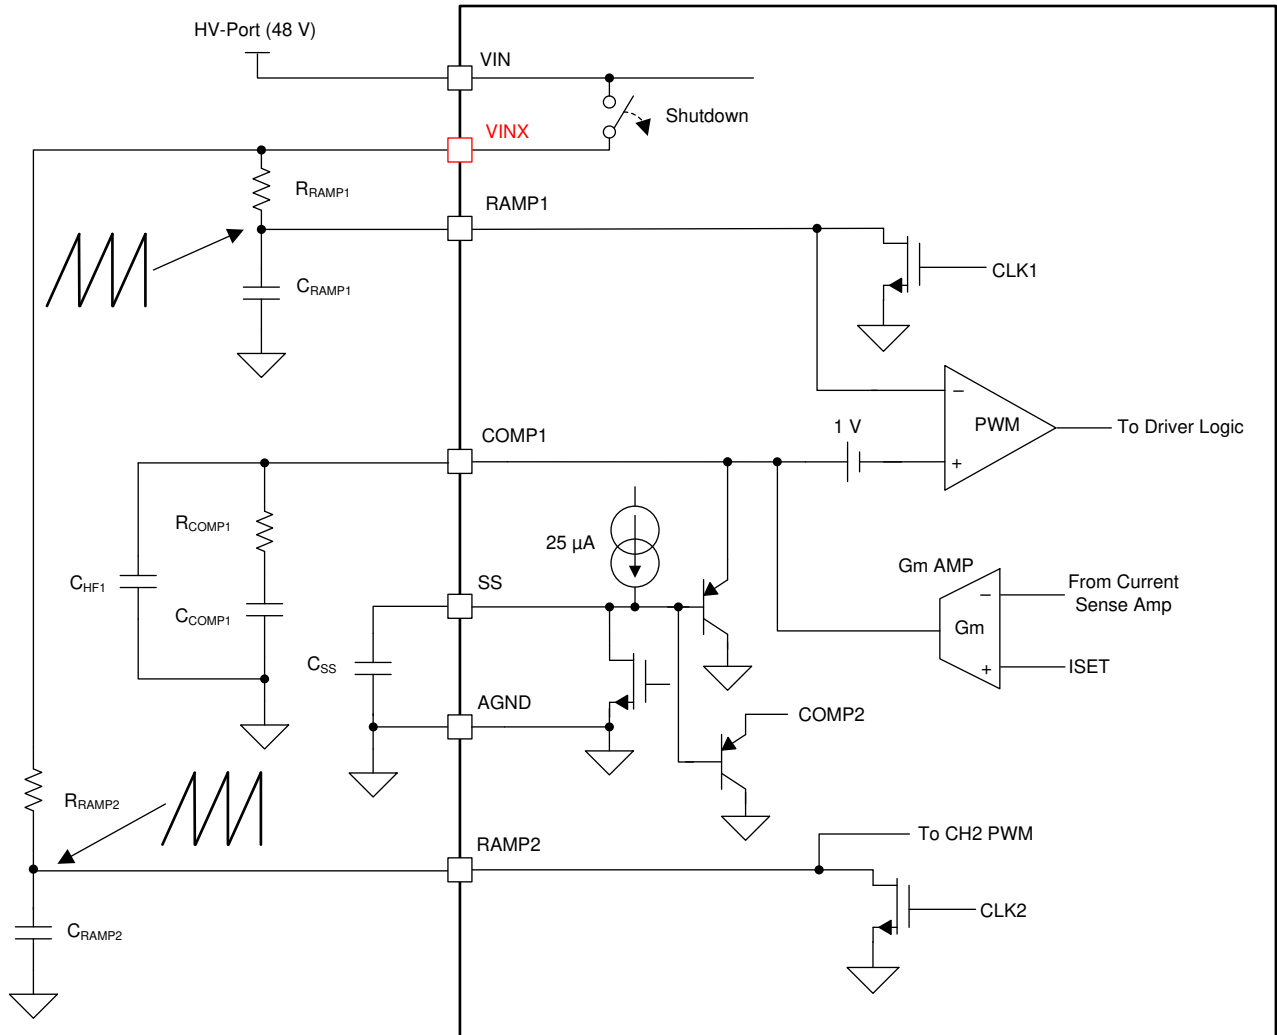 HV-Port (48 V)
VIN
Shutdown
VINX
RRAMP1
RAMP1
CRAMP1
CLK1
COMP1
1 V
−
PWM
+
To Driver Logic
RCOMP1
CHF1
CCOMP1
25 µA
SS
Gm AMP
−
Gm
+
From Current
Sense Amp
ISET
CSS
AGND
COMP2
RRAMP2
RAMP2
To CH2 PWM
CLK2
CRAMP2